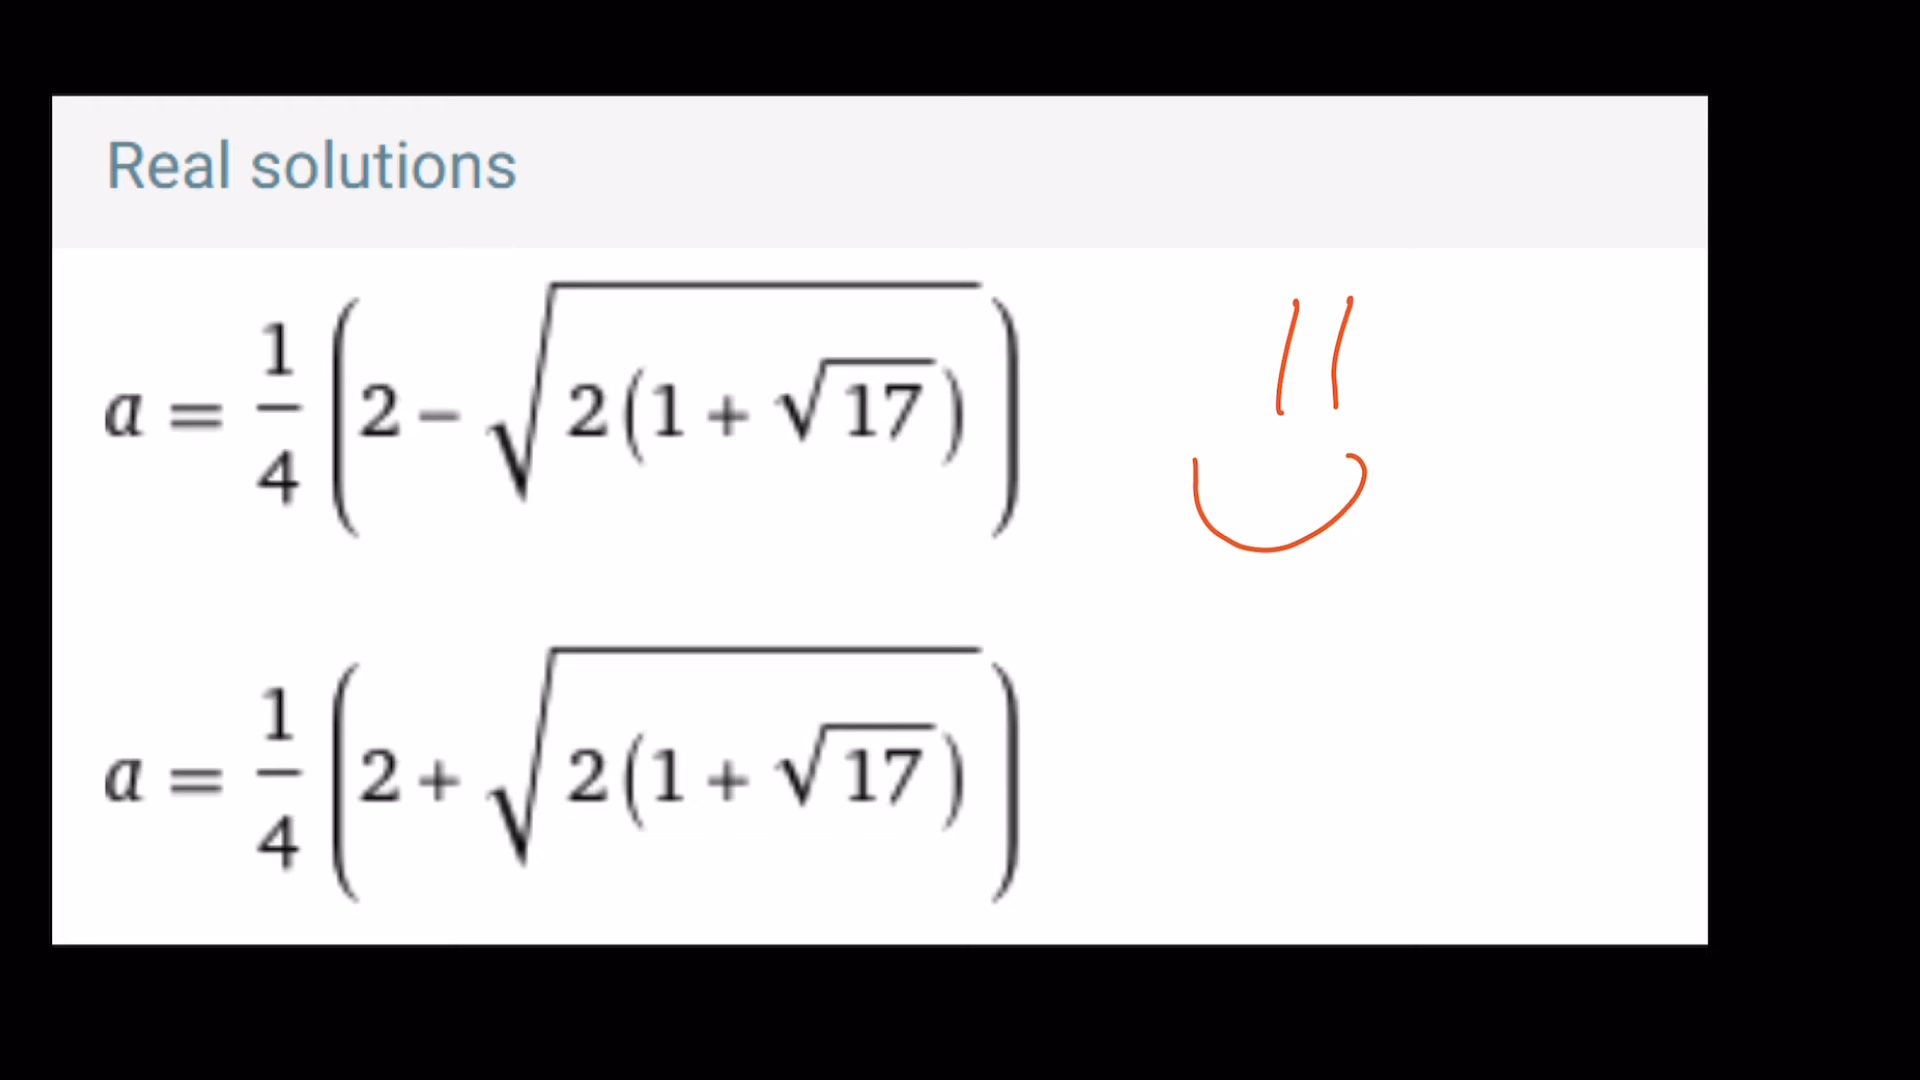 Real solutions
a = 1/4 (2 − √(2(1 + √17)))
a = 1/4 (2 + √(2(1 + √17)))